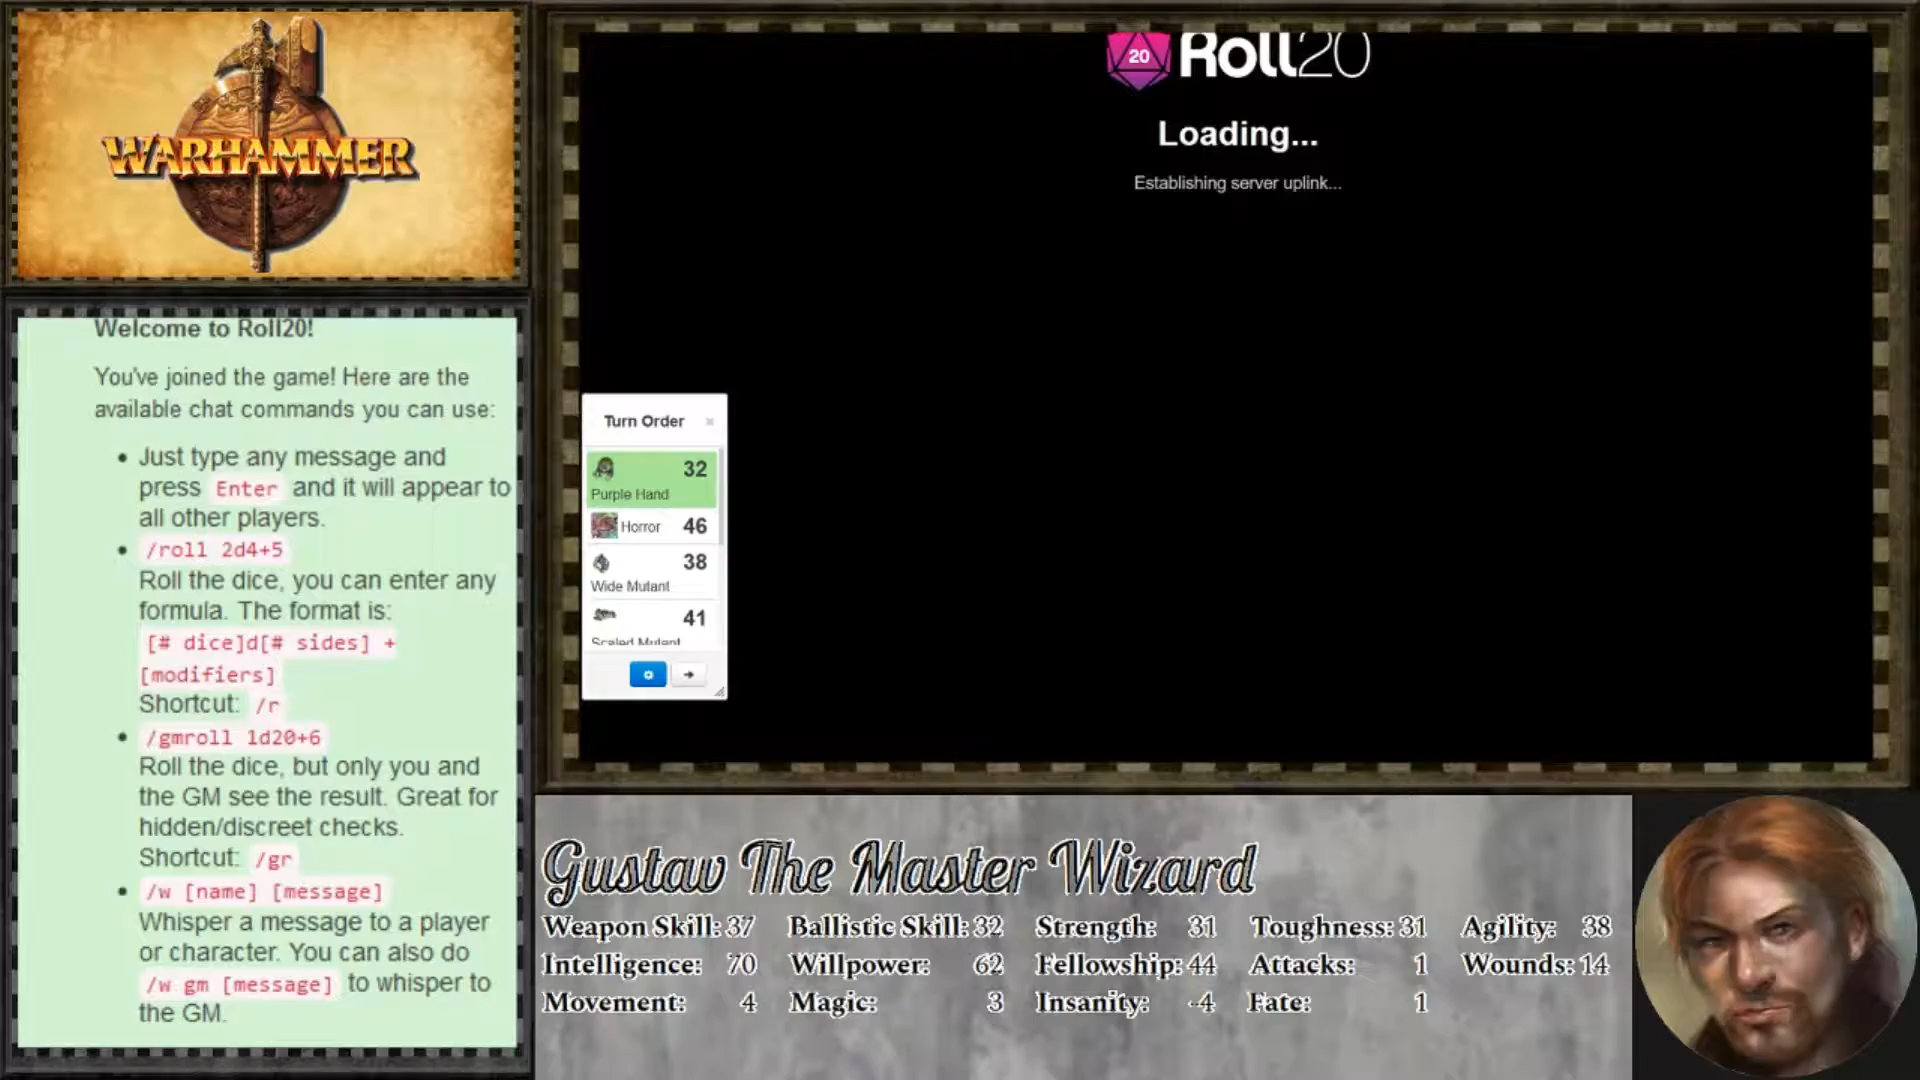 WARHAMMER
Welcome to Roll20!
You've joined the game! Here are the
available chat commands you can use:
Just type any message and
press Enter and it will appear to
all other players.
/roll 2d4+5
Roll the dice, you can enter any
formula. The format is:
[# dice]d[# sides] +
[modifiers]
Shortcut: /r
/gmroll 1d20+6
Roll the dice, but only you and
the GM see the result. Great for
hidden/discreet checks.
Shortcut: /gr
/w [name] [message]
Whisper a message to a player
or character. You can also do
/w gm [message] to whisper to
the GM.
20 Roll20
Loading...
Establishing server uplink...
Turn Order ×
32
Purple Hand
Horror 46
38
Wide Mutant
41
Scaled Mutant
Gustaw The Master Wizard
Weapon Skill: 37 Ballistic Skill: 32 Strength: 31 Toughness: 31 Agility: 38
Intelligence: 70 Willpower: 62 Fellowship: 44 Attacks: 1 Wounds: 14
Movement: 4 Magic: 3 Insanity: -4 Fate: 1